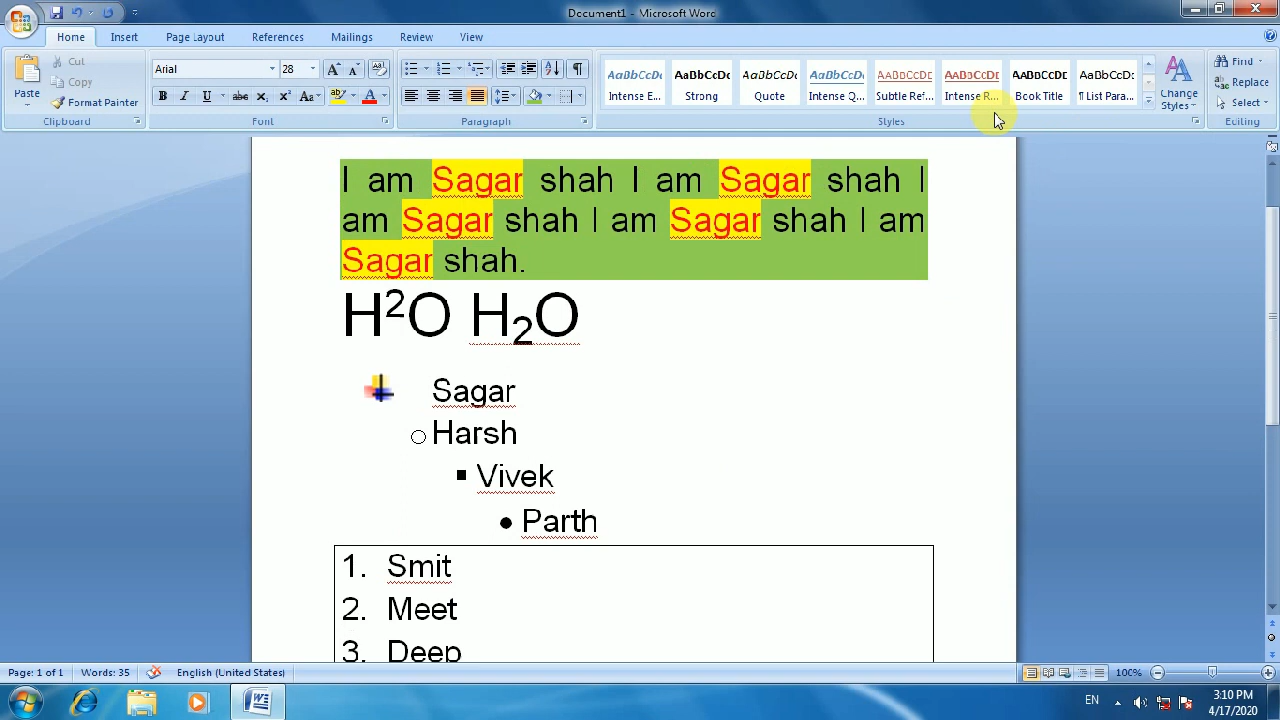 Document1 - Microsoft Word
Home Insert Page Layout References Mailings Review View
Paste Cut Copy Format Painter
Clipboard
Arial 28
B I U abc x₂ x² Aa
Font
Paragraph
AaBbCcDc AaBbCcDc AaBbCcDc AaBbCcDc AaBbCcDc AaBbCcDc AaBbCcDc AaBbCcDc
Intense E... Strong Quote Intense Q... Subtle Ref... Intense R... Book Title ¶ List Para...
Styles
Change Styles
Find
Replace
Select
Editing
I am Sagar shah I am Sagar shah I
am Sagar shah I am Sagar shah I am
Sagar shah.
H²O H₂O
Sagar
Harsh
Vivek
Parth
1. Smit
2. Meet
3. Deep
Page: 1 of 1 Words: 35 English (United States) 100%
EN 3:10 PM
4/17/2020